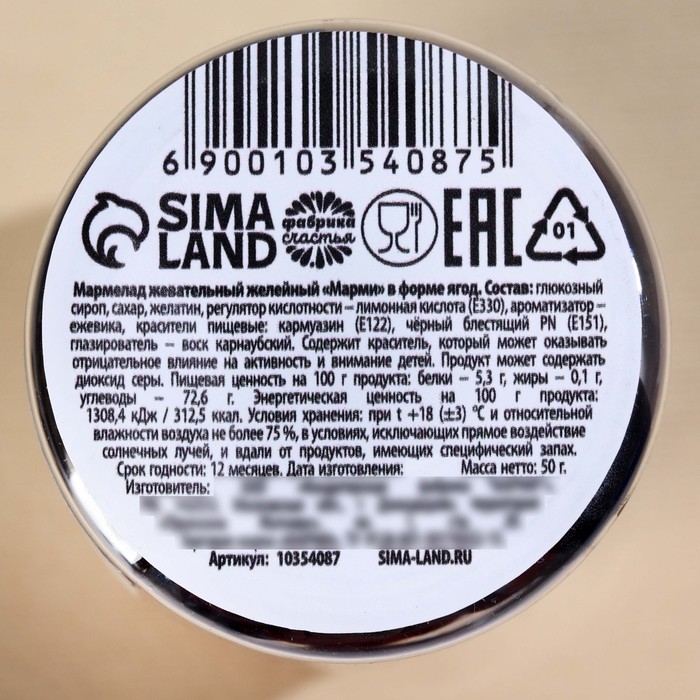 6 900103 540875
SIMA LAND фабрика счастья EAC 01
Мармелад жевательный желейный «Марми» в форме ягод. Состав: глюкозный
сироп, сахар, желатин, регулятор кислотности – лимонная кислота (Е330), ароматизатор –
ежевика, красители пищевые: кармуазин (Е122), чёрный блестящий PN (Е151),
глазирователь – воск карнаубский. Содержит краситель, который может оказывать
отрицательное влияние на активность и внимание детей. Продукт может содержать
диоксид серы. Пищевая ценность на 100 г продукта: белки – 5,3 г, жиры – 0,1 г,
углеводы – 72,6 г. Энергетическая ценность на 100 г продукта:
1308,4 кДж / 312,5 ккал. Условия хранения: при t +18 (±3) °С и относительной
влажности воздуха не более 75 %, в условиях, исключающих прямое воздействие
солнечных лучей, и вдали от продуктов, имеющих специфический запах.
Срок годности: 12 месяцев. Дата изготовления: Масса нетто: 50 г.
Изготовитель:
Артикул: 10354087 SIMA-LAND.RU